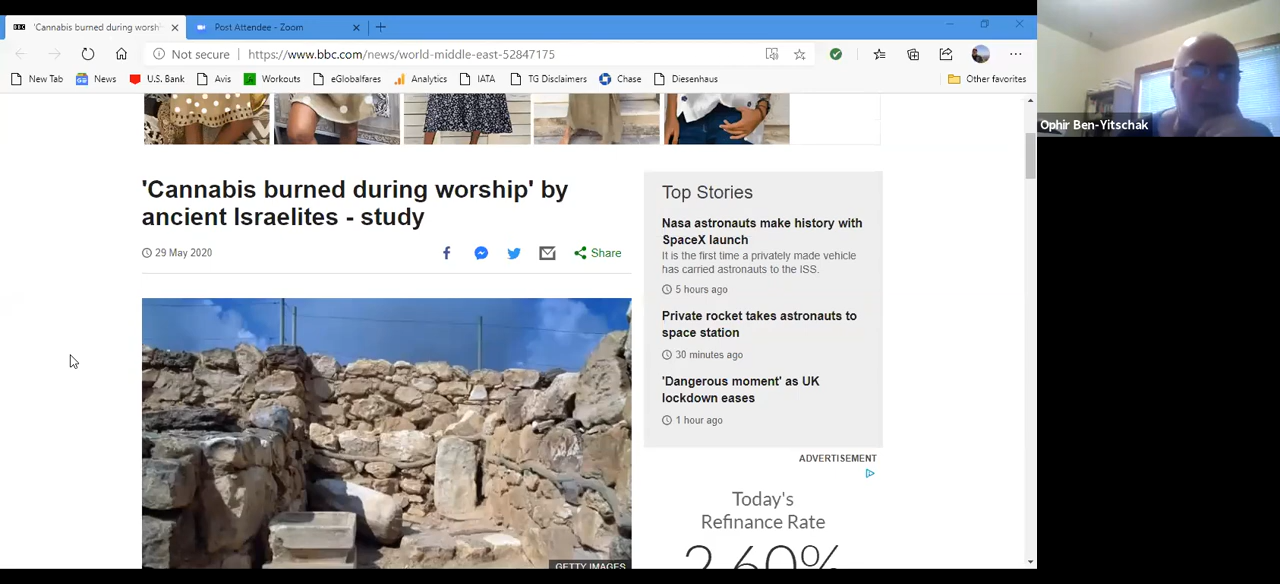 'Cannabis burned during worsh
Post Attendee - Zoom
Not secure
https://www.bbc.com/news/world-middle-east-52847175
New Tab
News
U.S. Bank
Avis
Workouts
eGlobalfares
Analytics
IATA
TG Disclaimers
Chase
Diesenhaus
Other favorites
Ophir Ben-Yitschak
'Cannabis burned during worship' by
ancient Israelites - study
29 May 2020
Share
GETTY IMAGES
Top Stories
Nasa astronauts make history with
SpaceX launch
It is the first time a privately made vehicle
has carried astronauts to the ISS.
5 hours ago
Private rocket takes astronauts to
space station
30 minutes ago
'Dangerous moment' as UK
lockdown eases
1 hour ago
ADVERTISEMENT
Today's
Refinance Rate
2.60%